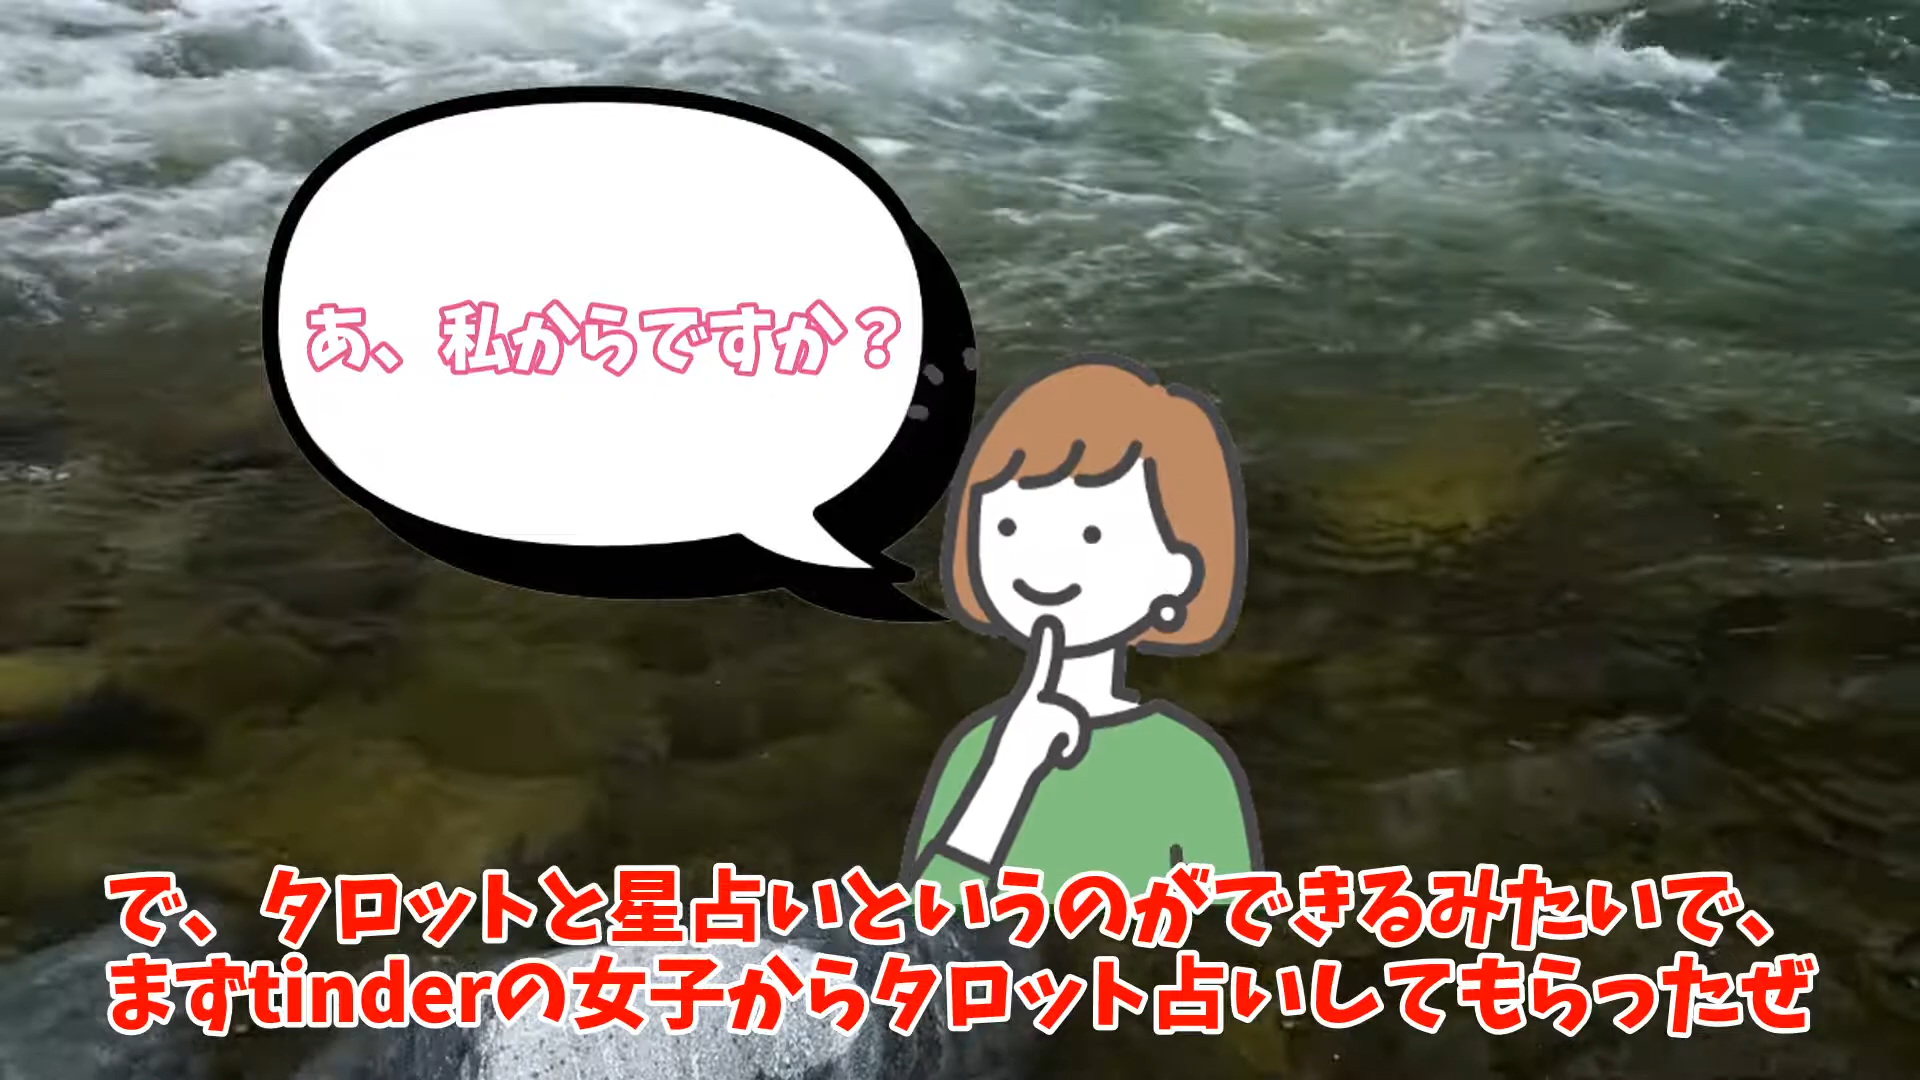 あ、私からですか？
で、タロットと星占いというのができるみたいで、
まずtinderの女子からタロット占いしてもらったぜ